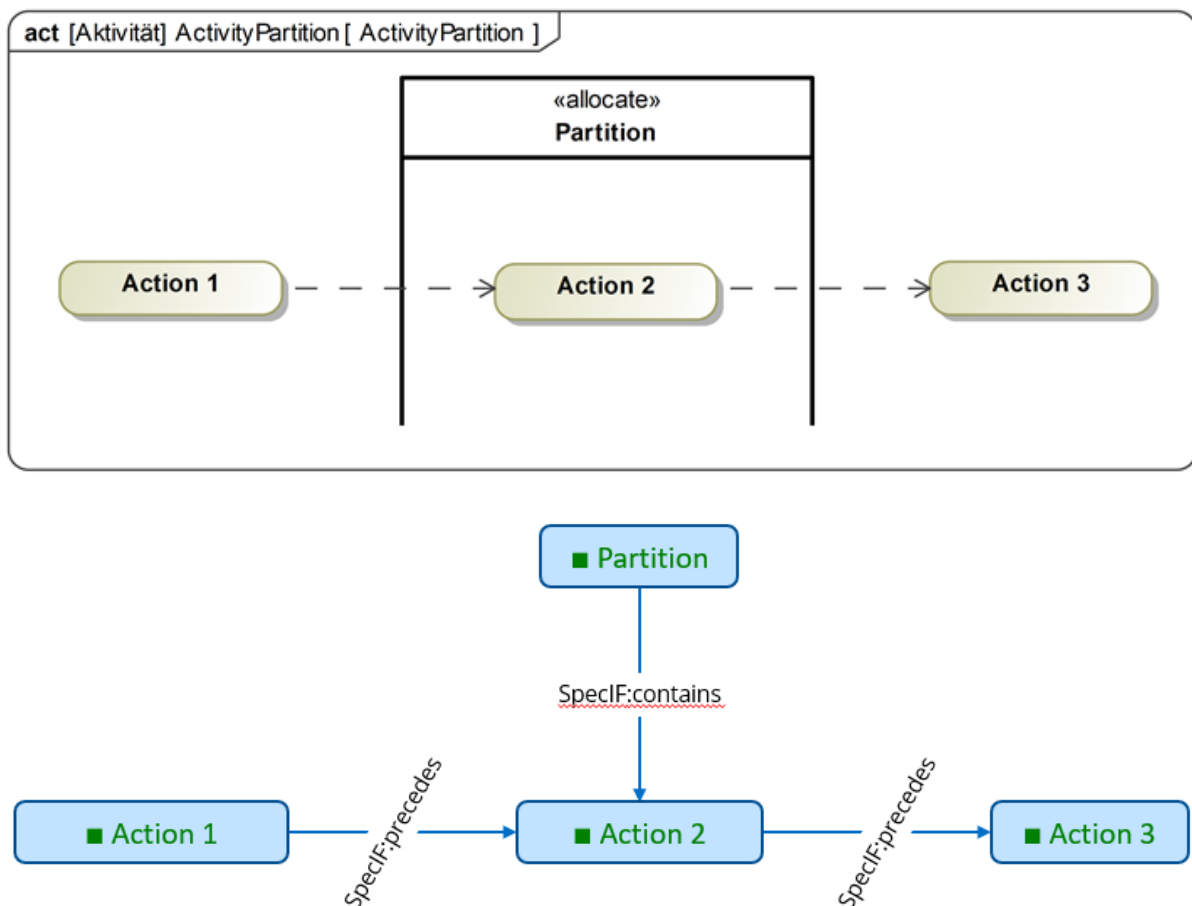 act [Aktivität] ActivityPartition [ ActivityPartition ]
«allocate»
Partition
Action 1
Action 2
Action 3
■ Partition
SpecIF:contains
■ Action 1
SpecIF:precedes
■ Action 2
SpecIF:precedes
■ Action 3